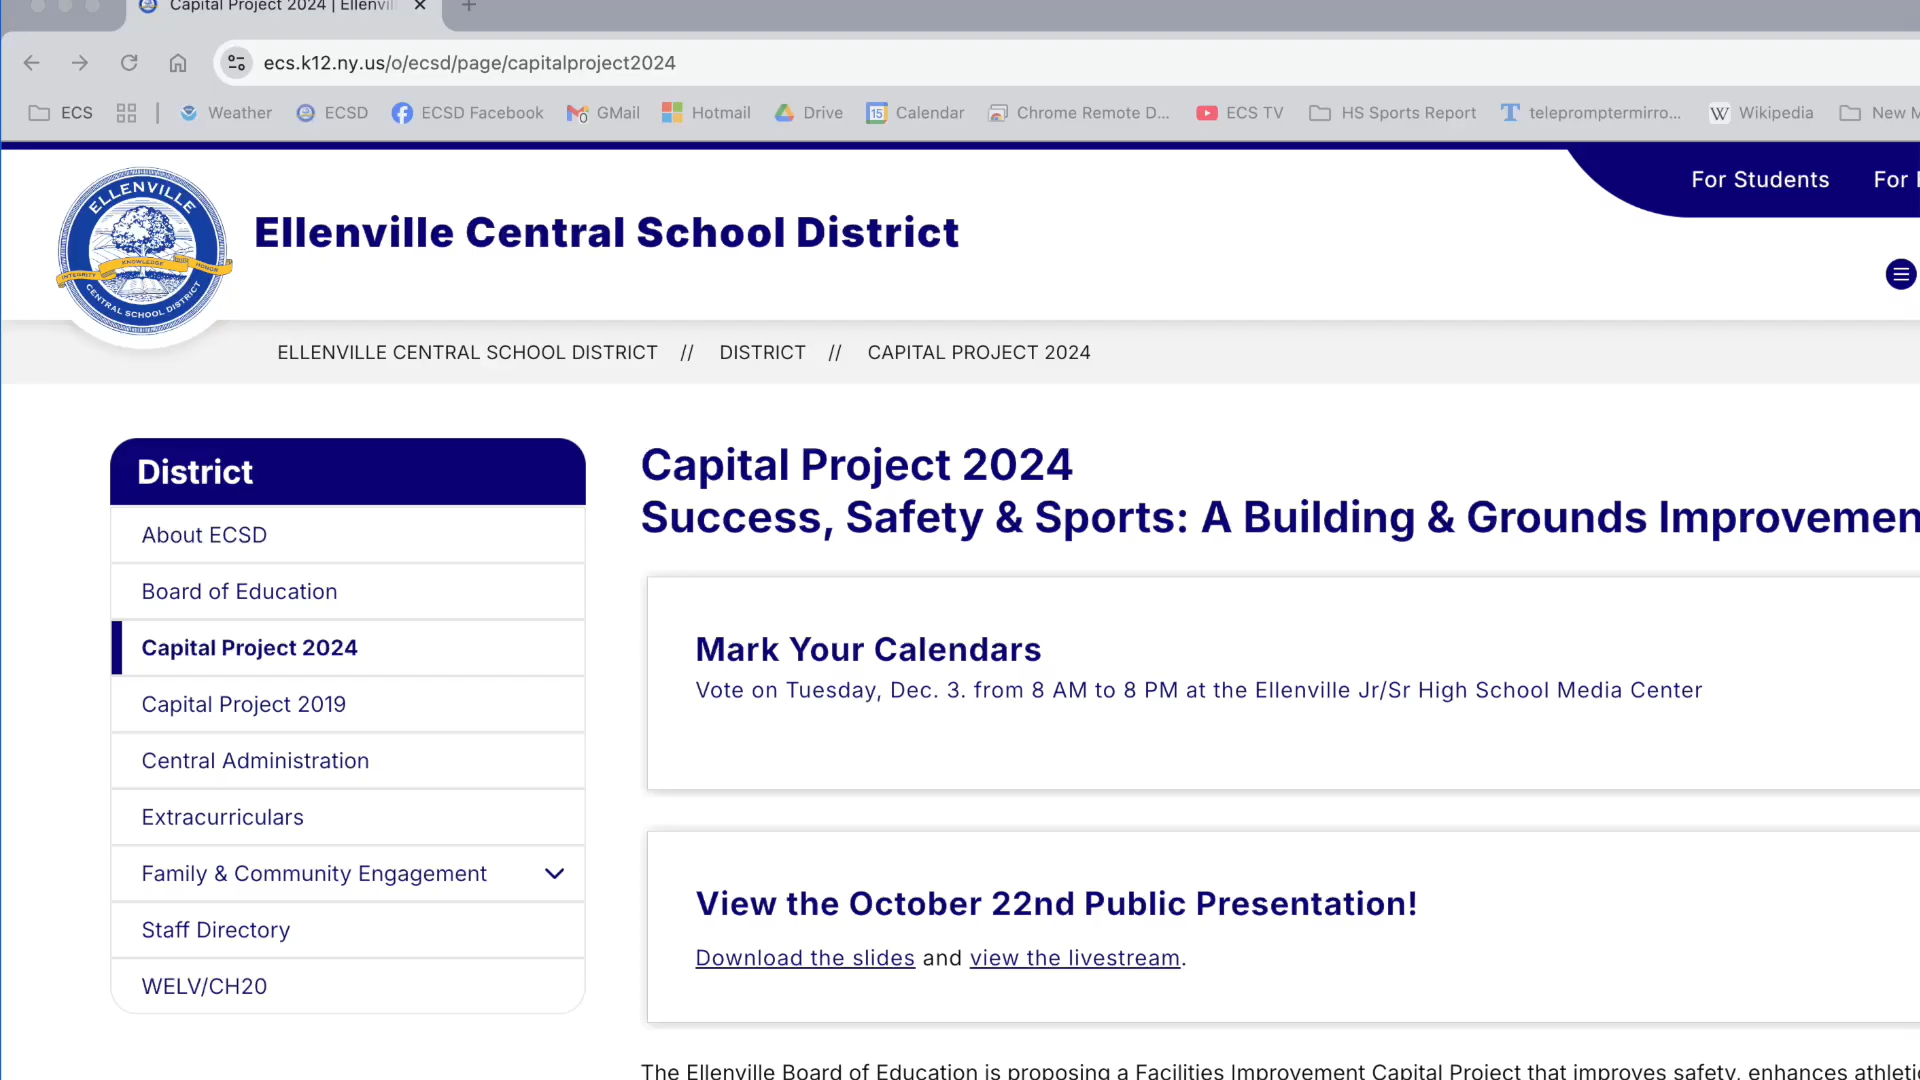 Capital Project 2024 | Ellenvil
ecs.k12.ny.us/o/ecsd/page/capitalproject2024
ECS Weather ECSD ECSD Facebook GMail Hotmail Drive 15 Calendar Chrome Remote D... ECS TV HS Sports Report T telepromptermirro... W Wikipedia New M
For Students For
ELLENVILLE
INTEGRITY KNOWLEDGE HONOR
CENTRAL SCHOOL DISTRICT
Ellenville Central School District
ELLENVILLE CENTRAL SCHOOL DISTRICT // DISTRICT // CAPITAL PROJECT 2024
District
About ECSD
Board of Education
Capital Project 2024
Capital Project 2019
Central Administration
Extracurriculars
Family & Community Engagement
Staff Directory
WELV/CH20
Capital Project 2024
Success, Safety & Sports: A Building & Grounds Improvemen
Mark Your Calendars
Vote on Tuesday, Dec. 3. from 8 AM to 8 PM at the Ellenville Jr/Sr High School Media Center
View the October 22nd Public Presentation!
Download the slides and view the livestream.
The Ellenville Board of Education is proposing a Facilities Improvement Capital Project that improves safety, enhances athleti